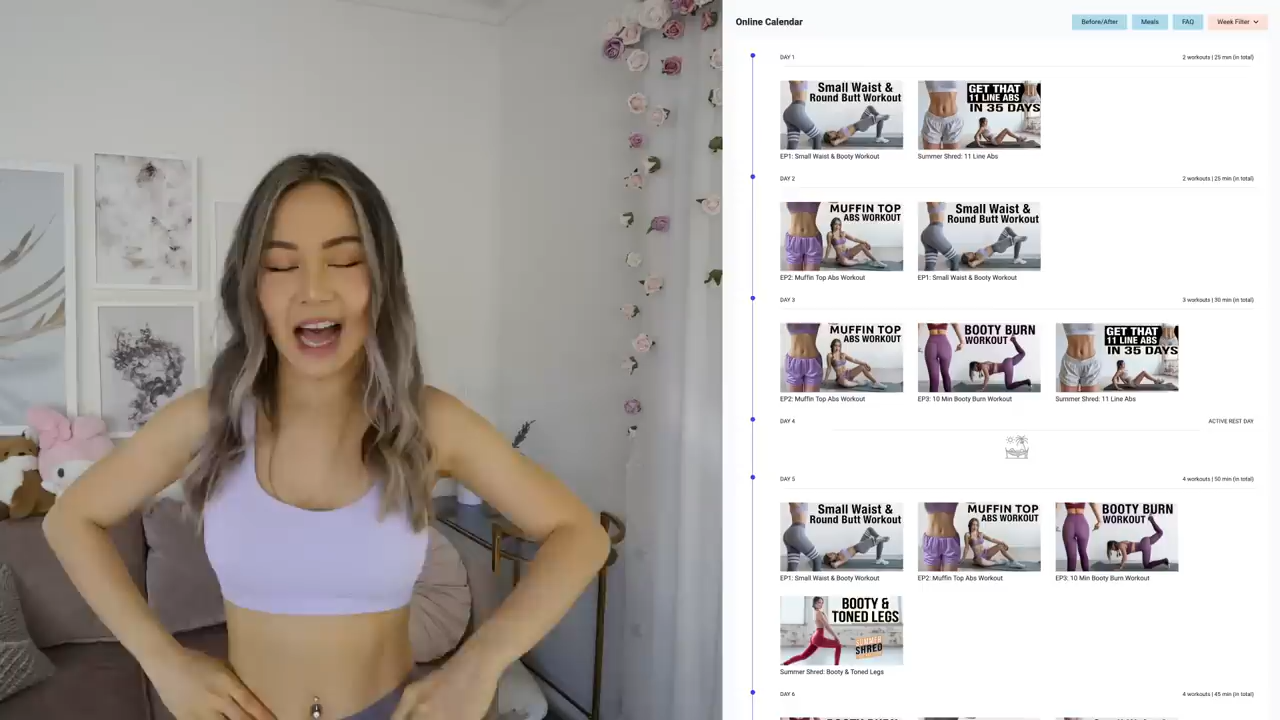 Online Calendar
Before/After
Meals
FAQ
Week Filter
DAY 1
2 workouts | 25 min (in total)
Small Waist &
Round Butt Workout
GET THAT
11 LINE ABS
IN 35 DAYS
EP1: Small Waist & Booty Workout
Summer Shred: 11 Line Abs
DAY 2
2 workouts | 25 min (in total)
MUFFIN TOP
ABS WORKOUT
Small Waist &
Round Butt Workout
EP2: Muffin Top Abs Workout
EP1: Small Waist & Booty Workout
DAY 3
3 workouts | 30 min (in total)
MUFFIN TOP
ABS WORKOUT
BOOTY BURN
WORKOUT
GET THAT
11 LINE ABS
IN 35 DAYS
EP2: Muffin Top Abs Workout
EP3: 10 Min Booty Burn Workout
Summer Shred: 11 Line Abs
DAY 4
ACTIVE REST DAY
DAY 5
4 workouts | 50 min (in total)
Small Waist &
Round Butt Workout
MUFFIN TOP
ABS WORKOUT
BOOTY BURN
WORKOUT
EP1: Small Waist & Booty Workout
EP2: Muffin Top Abs Workout
EP3: 10 Min Booty Burn Workout
BOOTY &
TONED LEGS
SUMMER
SHRED
Summer Shred: Booty & Toned Legs
DAY 6
4 workouts | 45 min (in total)